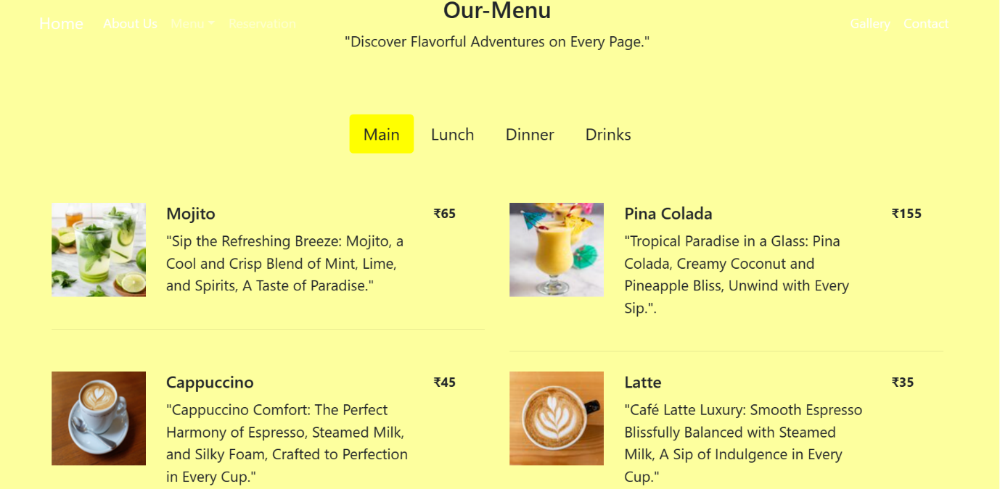 Our-Menu
Home About Us Menu Reservation Gallery Contact
"Discover Flavorful Adventures on Every Page."
Main Lunch Dinner Drinks
Mojito ₹65
"Sip the Refreshing Breeze: Mojito, a
Cool and Crisp Blend of Mint, Lime,
and Spirits, A Taste of Paradise."
Pina Colada ₹155
"Tropical Paradise in a Glass: Pina
Colada, Creamy Coconut and
Pineapple Bliss, Unwind with Every
Sip.".
Cappuccino ₹45
"Cappuccino Comfort: The Perfect
Harmony of Espresso, Steamed Milk,
and Silky Foam, Crafted to Perfection
in Every Cup."
Latte ₹35
"Café Latte Luxury: Smooth Espresso
Blissfully Balanced with Steamed
Milk, A Sip of Indulgence in Every
Cup."